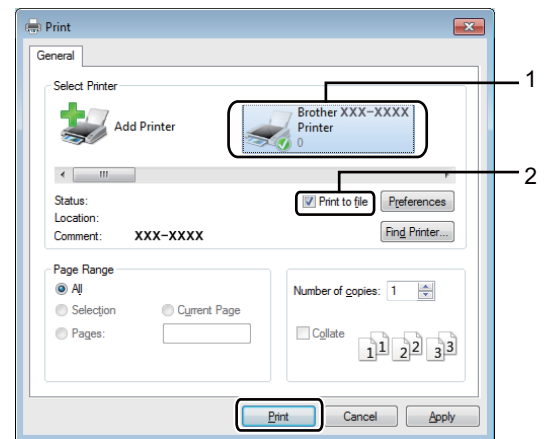 Print
General
1
Select Printer
Add Printer
Brother XXX-XXXX
Printer
0
2
Status:
Print to file
Preferences
Location:
Comment: XXX-XXXX
Find Printer...
Page Range
All
Selection
Current Page
Pages:
Number of copies: 1
Collate
1 1 2 2 3 3
Print
Cancel
Apply